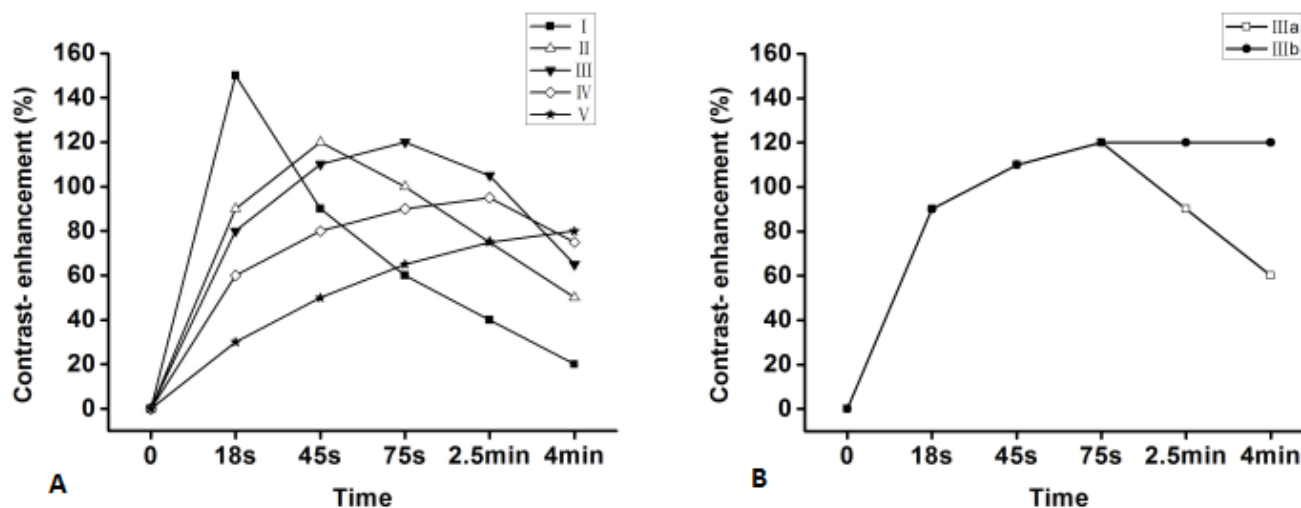 160
140
120
100
80
60
40
20
0
Contrast- enhancement (%)
I
II
III
IV
V
0 18s 45s 75s 2.5min 4min
A
Time
160
140
120
100
80
60
40
20
0
Contrast- enhancement (%)
IIIa
IIIb
0 18s 45s 75s 2.5min 4min
B
Time